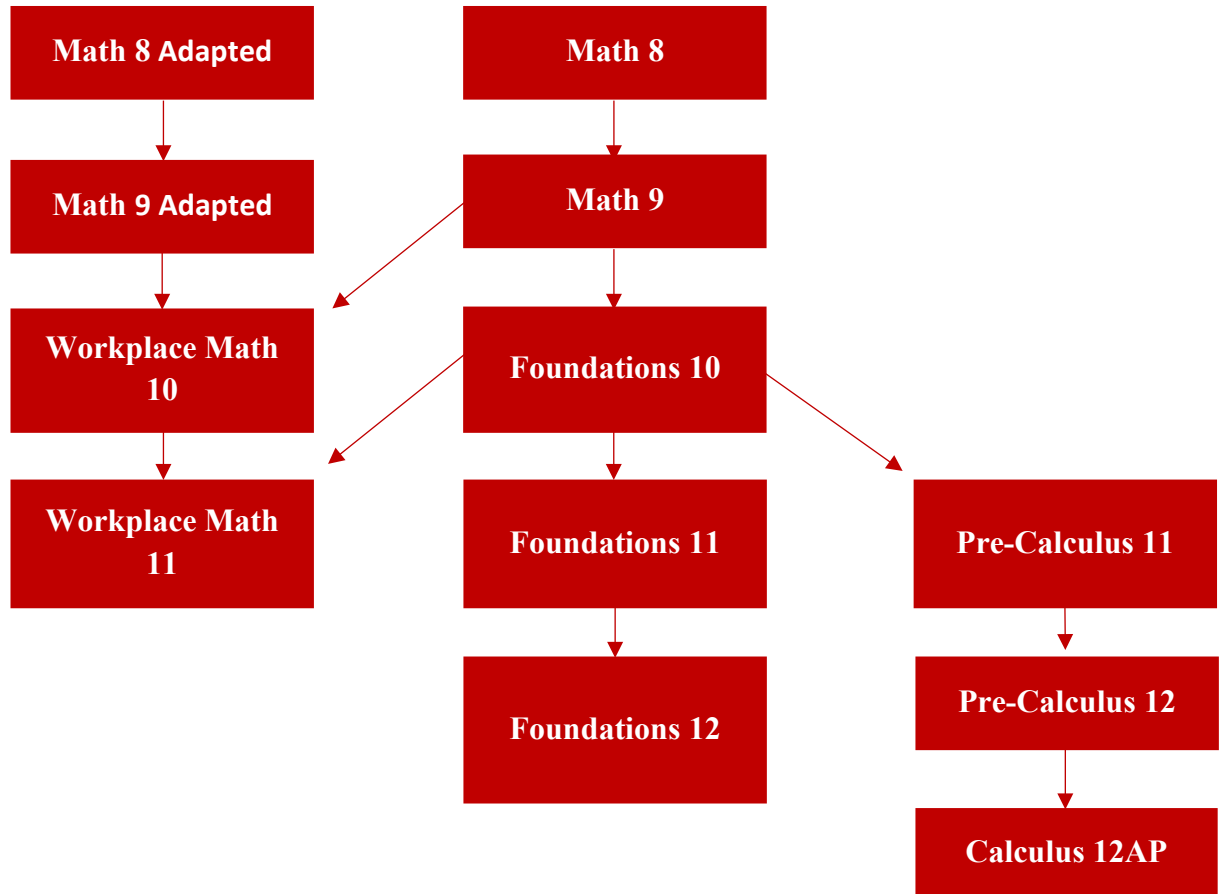 Math 8 Adapted
Math 8
Math 9 Adapted
Math 9
Workplace Math
10
Foundations 10
Workplace Math
11
Foundations 11
Pre-Calculus 11
Foundations 12
Pre-Calculus 12
Calculus 12AP